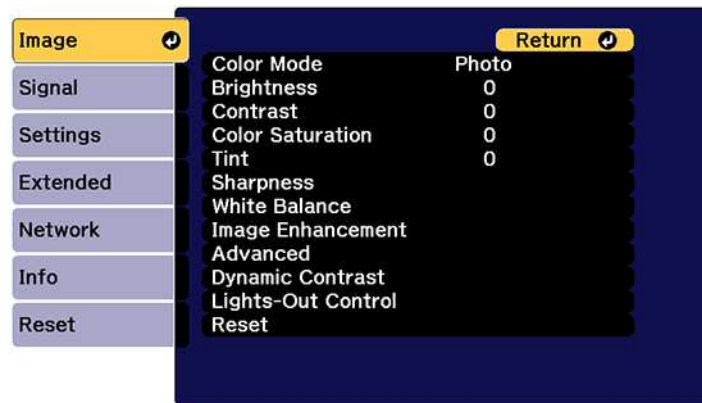 Image
Signal
Settings
Extended
Network
Info
Reset
Return
Color Mode Photo
Brightness 0
Contrast 0
Color Saturation 0
Tint 0
Sharpness
White Balance
Image Enhancement
Advanced
Dynamic Contrast
Lights-Out Control
Reset